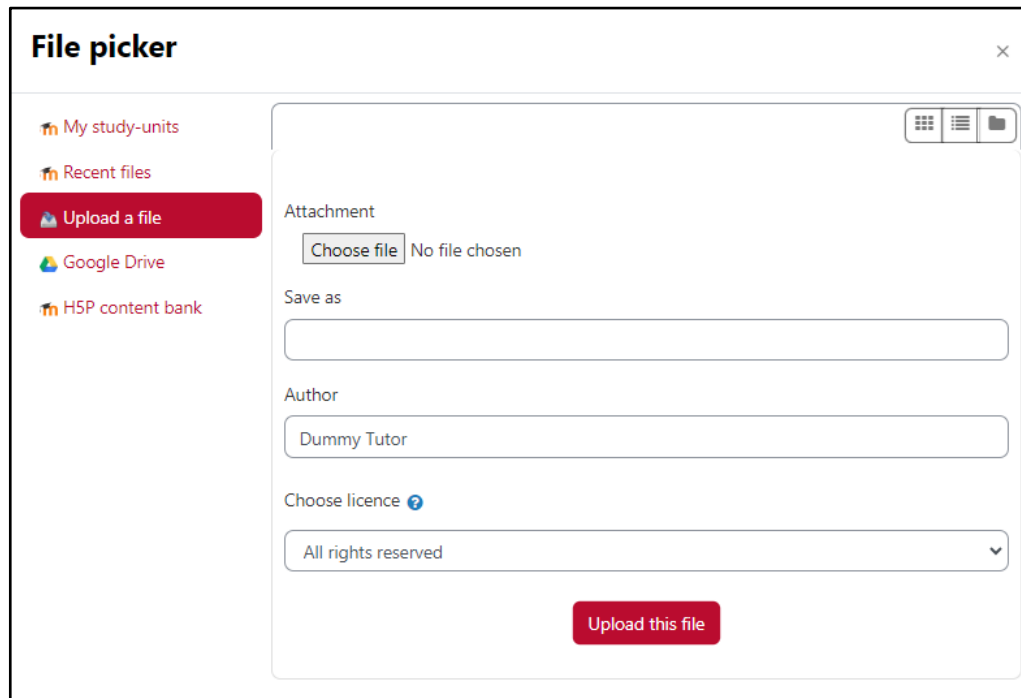 File picker
My study-units
Recent files
Upload a file
Google Drive
H5P content bank
Attachment
Choose file No file chosen
Save as
Author
Dummy Tutor
Choose licence
All rights reserved
Upload this file